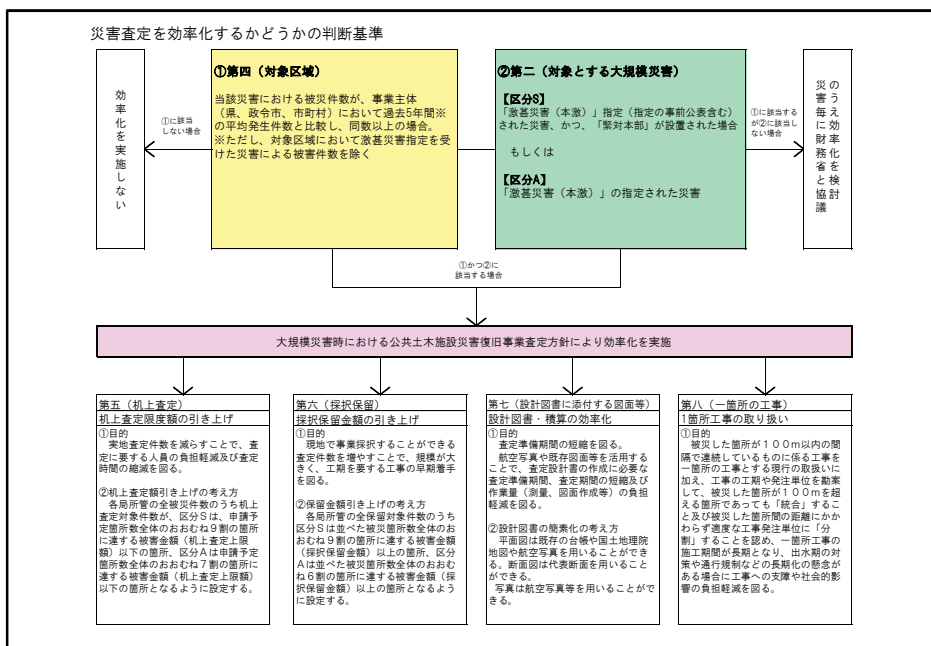 災害査定を効率化するかどうかの判断基準
効率化を実施しない
①に該当
しない場合
①第四（対象区域）
当該災害における被災件数が、事業主体
（県、政令市、市町村）において過去5年間※
の平均発生件数と比較し、同数以上の場合。
※ただし、対象区域において激甚災害指定を受
けた災害による被害件数を除く
②第二（対象とする大規模災害）
【区分S】
「激甚災害（本激）」指定（指定の事前公表含む）
された災害、かつ、「緊対本部」が設置された場合
もしくは
【区分A】
「激甚災害（本激）」の指定された災害
①に該当する
が②に該当し
ない場合
災害毎に財務省と協議
のうえ効率化を検討
①かつ②に
該当する場合
大規模災害時における公共土木施設災害復旧事業査定方針により効率化を実施
第五（机上査定）
机上査定限度額の引き上げ
①目的
実地査定件数を減らすことで、査
定に要する人員の負担軽減及び査定
時間の縮減を図る。
②机上査定額引き上げの考え方
各局所管の全被災件数のうち机上
査定対象件数が、区分Sは、申請予
定箇所数全体のおおむね９割の箇所
に達する被害金額（机上査定上限
額）以下の箇所、区分Aは申請予定
箇所数全体のおおむね７割の箇所に
達する被害金額（机上査定上限額）
以下の箇所となるように設定する。
第六（採択保留）
採択保留金額の引き上げ
①目的
現地で事業採択することができる
査定件数を増やすことで、規模が大
きく、工期を要する工事の早期着手
を図る。
②保留金額引上げの考え方
各局所管の全保留対象件数のうち
区分Sは並べた被災箇所数全体のお
おむね９割の箇所に達する被害金額
（採択保留金額）以上の箇所、区分
Aは並べた被災箇所数全体のおおむ
ね６割の箇所に達する被害金額（採
択保留金額）以上の箇所となるよう
に設定する。
第七（設計図書に添付する図面等）
設計図書・積算の効率化
①目的
査定準備期間の短縮を図る。
航空写真や既存図面等を活用する
ことで、査定設計書の作成に必要な
査定準備期間、査定期間の短縮及び
作業量（測量、図面作成等）の負担
軽減を図る。
②設計図書の簡素化の考え方
平面図は既存の台帳や国土地理院
地図や航空写真を用いることができ
る。断面図は代表断面を用いること
ができる。
写真は航空写真等を用いることがで
きる。
第八（一箇所の工事）
1箇所工事の取り扱い
①目的
被災した箇所が１００ｍ以内の間
隔で連続しているものに係る工事を
一箇所の工事とする現行の取扱いに
加え、工事の工期や発注単位を勘案
して、被災した箇所が１００ｍを超
える箇所であっても「統合」するこ
と及び被災した箇所間の距離にかか
わらず適度な工事発注単位に「分
割」することを認め、一箇所工事の
施工期間が長期となり、出水期の対
策や通行規制などの長期化の懸念が
ある場合に工事への支障や社会的影
響の負担軽減を図る。